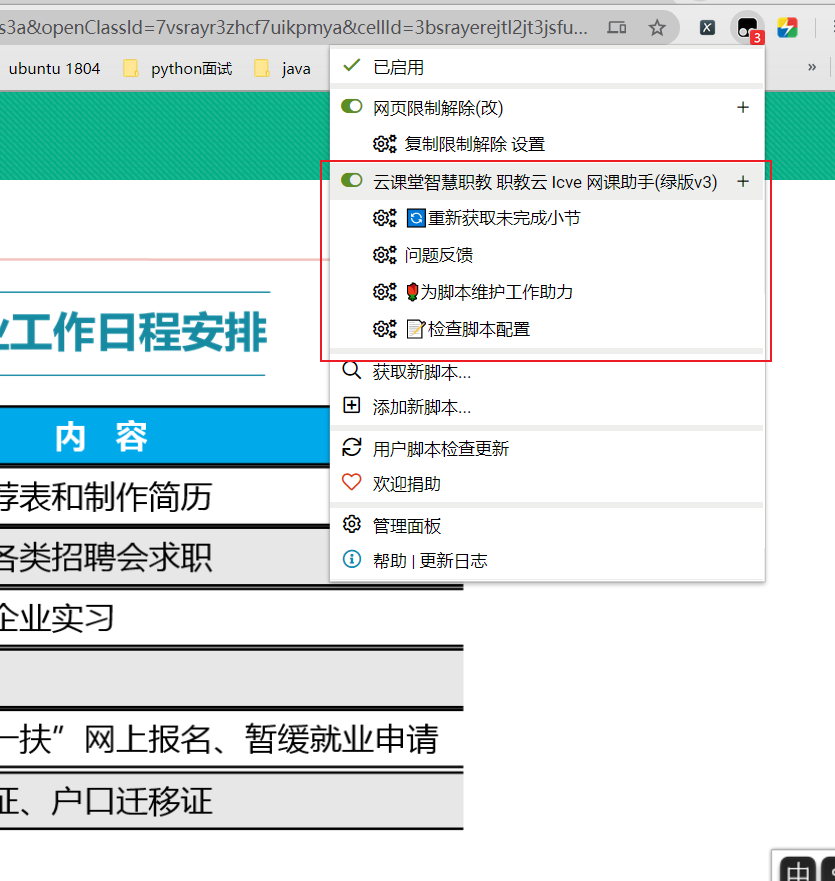 s3a&openClassId=7vsrayr3zhcf7uikpmya&cellId=3bsrayerejtl2jt3jsfu...
X
3
ubuntu 1804 python面试 java »
已启用
网页限制解除(改) +
复制限制解除 设置
云课堂智慧职教 职教云 Icve 网课助手(绿版v3) +
🔄重新获取未完成小节
问题反馈
🌹为脚本维护工作助力
📝检查脚本配置
获取新脚本...
添加新脚本...
用户脚本检查更新
欢迎捐助
管理面板
帮助 | 更新日志
工作日程安排
内 容
荐表和制作简历
各类招聘会求职
企业实习
一扶”网上报名、暂缓就业申请
证、户口迁移证
中